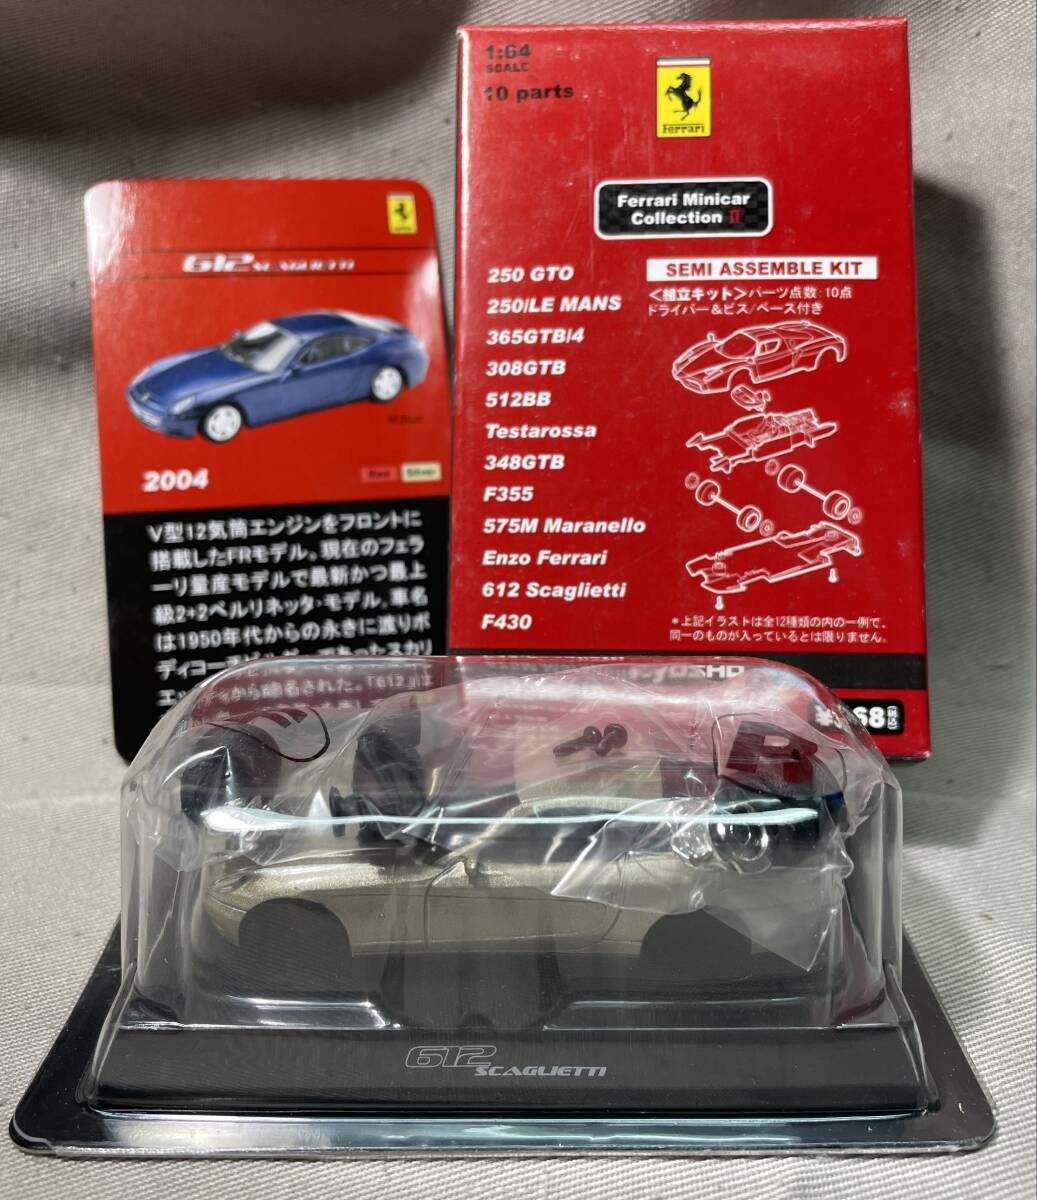 1:64
SCALE
10 parts
Ferrari
Ferrari Minicar
Collection II
SEMI ASSEMBLE KIT
<組立キット>パーツ点数:10点
ドライバー&ビス/ベース付き
250 GTO
250/LE MANS
365GTB/4
308GTB
512BB
Testarossa
348GTB
F355
575M Maranello
Enzo Ferrari
612 Scaglietti
F430
*上記イラストは全12種類の内の一例で、
同一のものが入っているとは限りません。
612 SCAGLIETTI
M.Blue
2004
Red
Silver
V型12気筒エンジンをフロントに
搭載したFRモデル。現在のフェラ
ーリ量産モデルで最新かつ最上
級2+2ベルリネッタ・モデル。車名
は1950年代からの永きに渡りボ
612
SCAGLIETTI